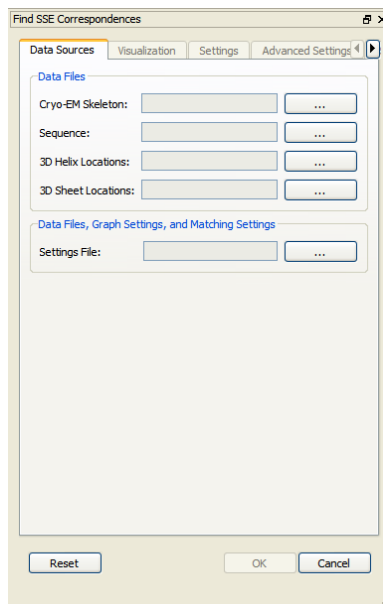 Find SSE Correspondences
Data Sources Visualization Settings Advanced Settings
Data Files
Cryo-EM Skeleton: ...
Sequence: ...
3D Helix Locations: ...
3D Sheet Locations: ...
Data Files, Graph Settings, and Matching Settings
Settings File: ...
Reset OK Cancel